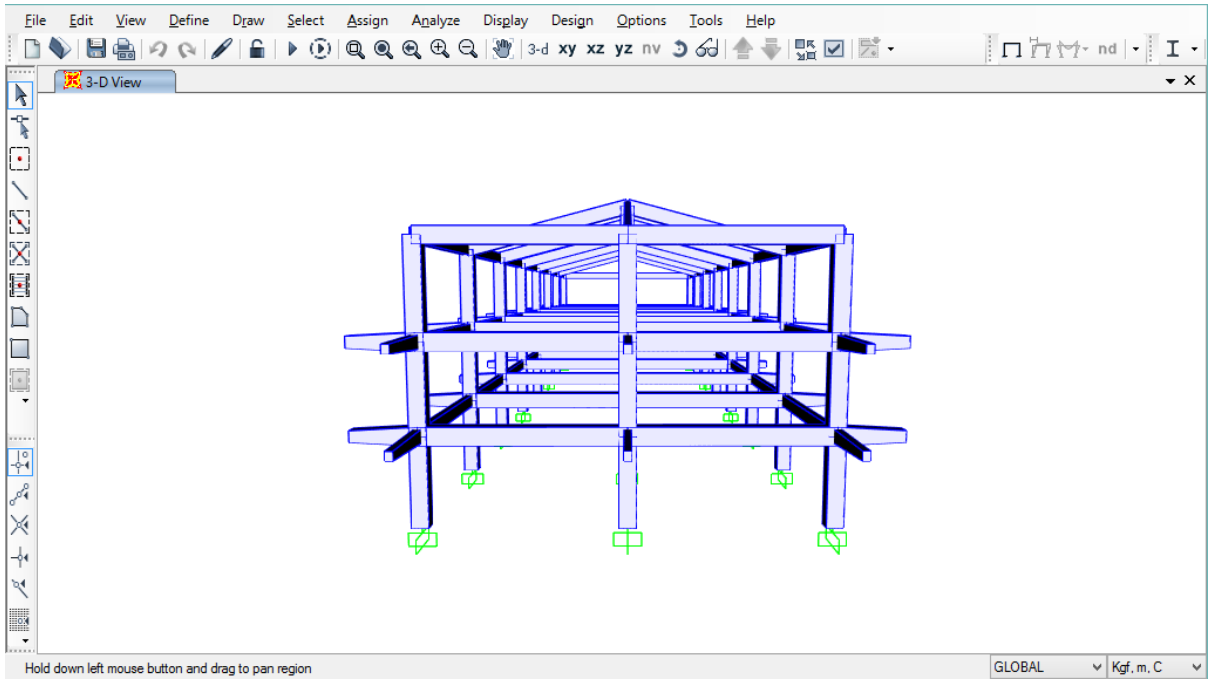 File Edit View Define Draw Select Assign Analyze Display Design Options Tools Help
3-d xy xz yz nv nd
3-D View
Hold down left mouse button and drag to pan region GLOBAL Kgf, m, C